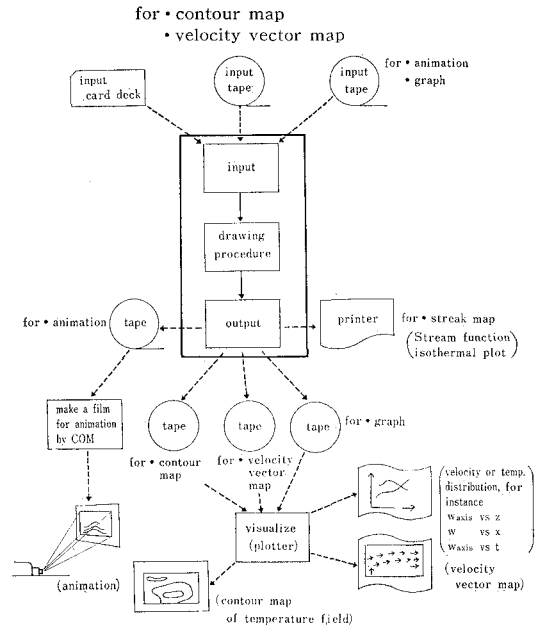 for • contour map
• velocity vector map
input
card deck
input
tape
input
tape
for • animation
• graph
input
drawing
procedure
output
for • animation
tape
printer
for • streak map
(Stream function
isothermal plot)
make a film
for animation
by COM
tape
tape
tape
for • graph
for • contour
map
for • velocity
vector
map
visualize
(plotter)
(velocity or temp.
distribution, for
instance
waxis vs z
w vs x
waxis vs t)
(velocity
vector map)
(animation)
(contour map
of temperature field)